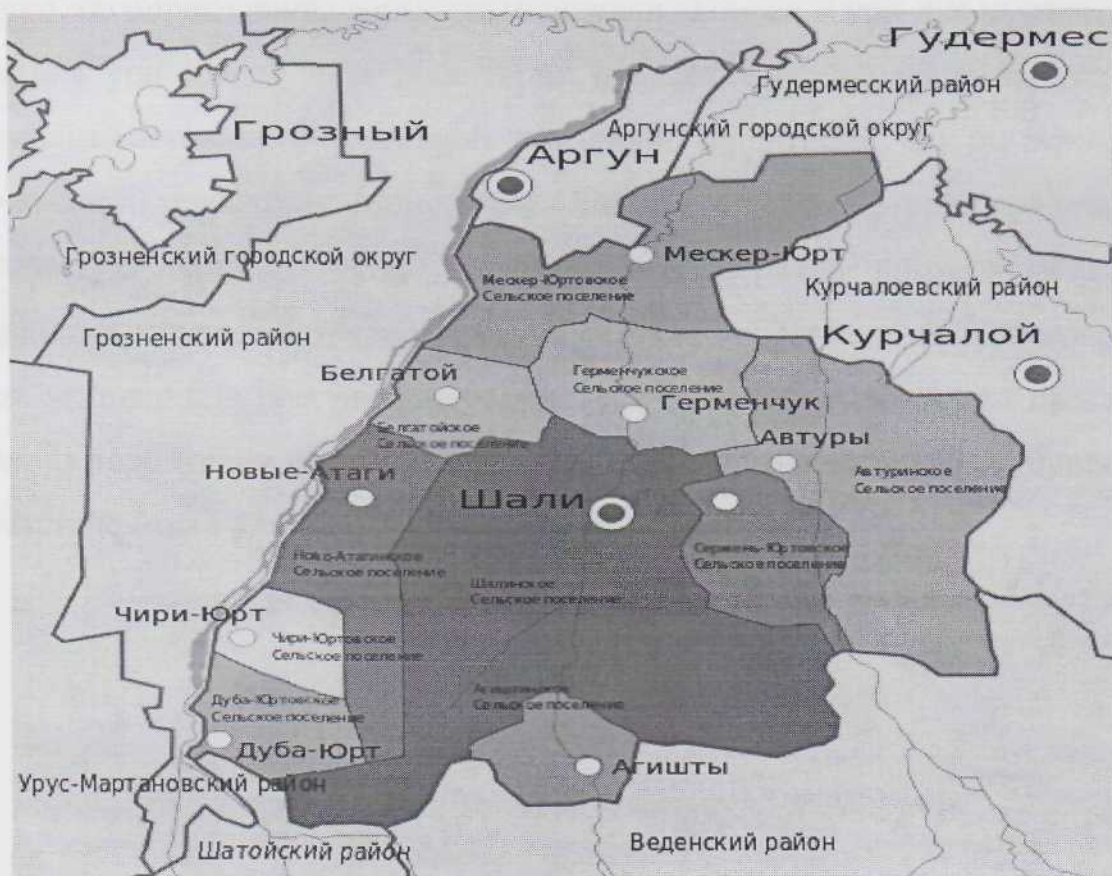 Гудермес
Гудермесский район
Грозный
Аргунский городской округ
Аргун
Грозненский городской округ
Мескер-Юрт
Мескер-Юртовское
Сельское поселение
Курчалоевский район
Грозненский район
Курчалой
Белгатой
Герменчукское
Сельское поселение
Герменчук
Белгатойское
Сельское поселение
Автуры
Новые-Атаги
Автуринское
Сельское поселение
Шали
Ново-Атагинское
Сельское поселение
Сержень-Юртовское
Сельское поселение
Шалинское
Сельское поселение
Чири-Юрт
Чири-Юртовское
Сельское поселение
Агиштинское
Сельское поселение
Дуба-Юртовское
Сельское поселение
Дуба-Юрт
Агишты
Урус-Мартановский район
Шатойский район
Веденский район